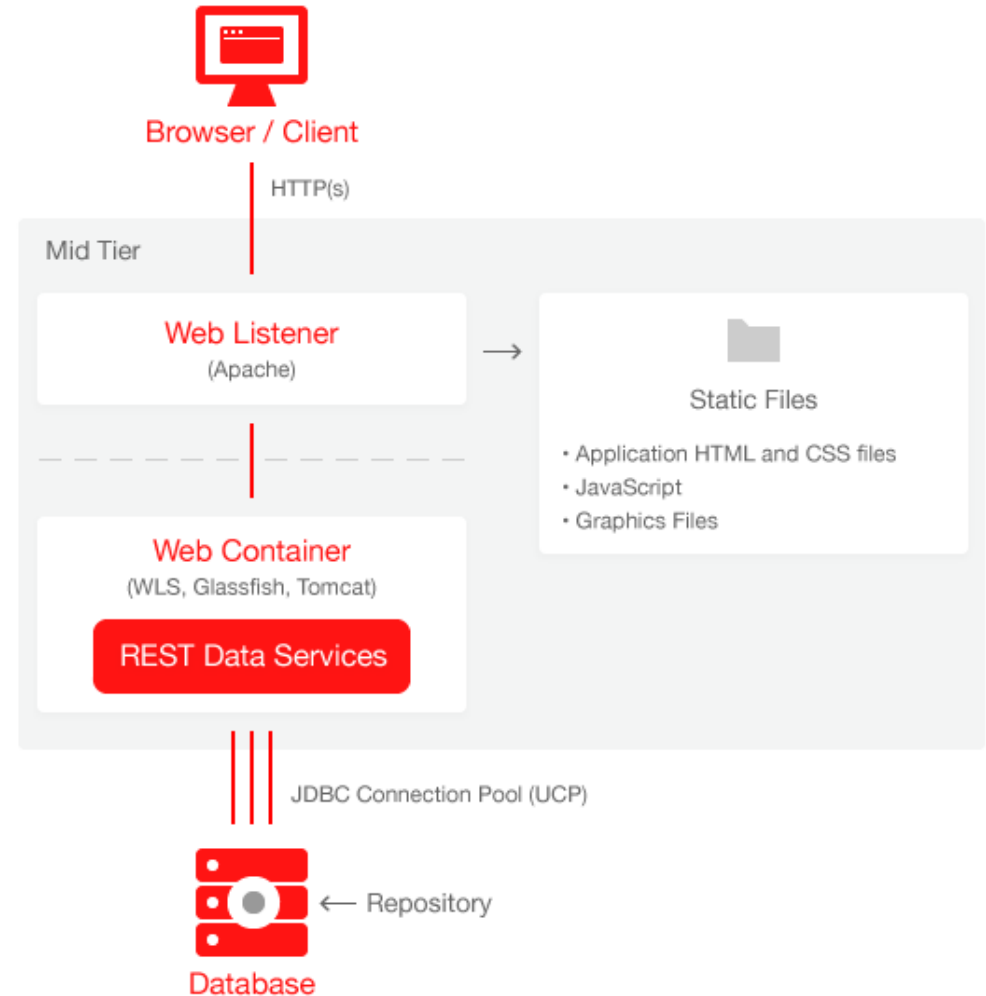 Browser / Client
HTTP(s)
Mid Tier
Web Listener
(Apache)
Static Files
• Application HTML and CSS files
• JavaScript
• Graphics Files
Web Container
(WLS, Glassfish, Tomcat)
REST Data Services
JDBC Connection Pool (UCP)
Repository
Database